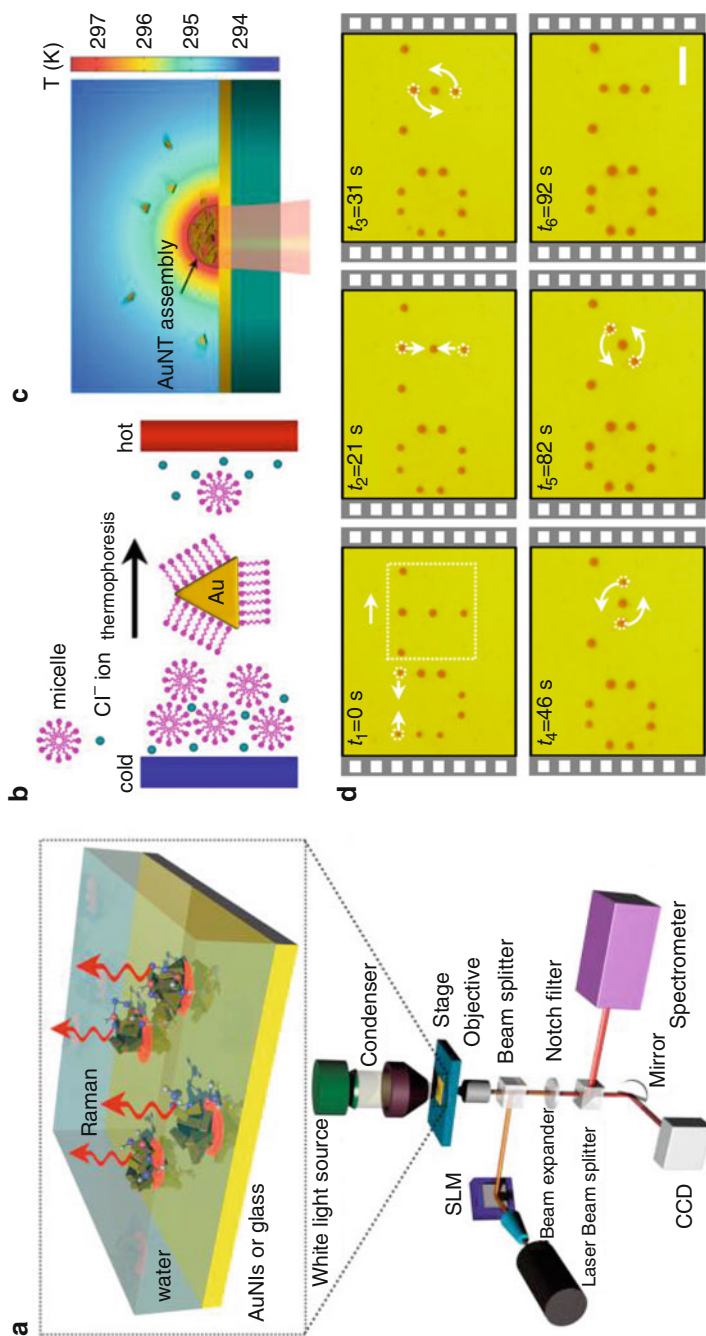 a
water
Raman
AuNIs or glass
White light source
Condenser
Stage
Objective
Beam splitter
Notch filter
SLM
Beam expander
Laser Beam splitter
Mirror
Spectrometer
CCD
b
micelle
Cl⁻ ion
cold
thermophoresis
hot
Au
c
T (K)
297
296
295
294
AuNT assembly
d
t₁=0 s
t₂=21 s
t₃=31 s
t₄=46 s
t₅=82 s
t₆=92 s